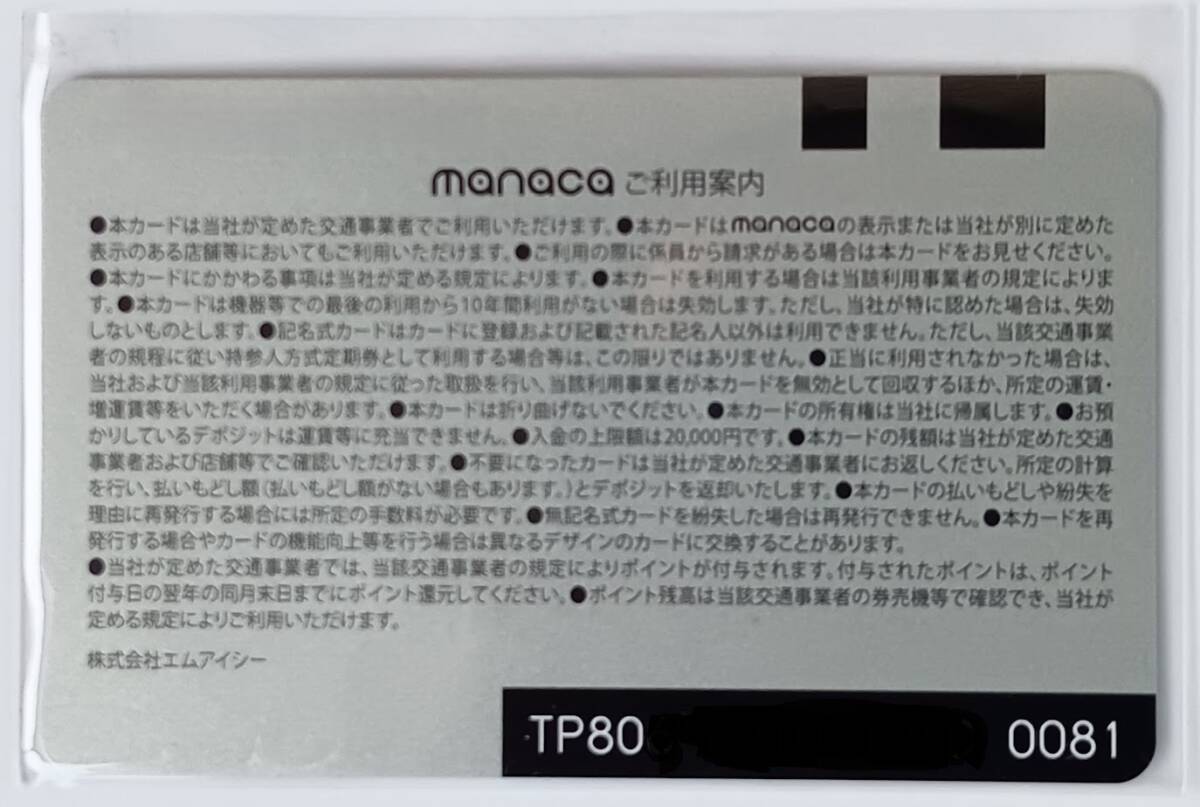 manaca ご利用案内
●本カードは当社が定めた交通事業者でご利用いただけます。●本カードはmanacaの表示または当社が別に定めた
表示のある店舗等においてもご利用いただけます。●ご利用の際に係員から請求がある場合は本カードをお見せください。
●本カードにかかわる事項は当社が定める規定によります。●本カードを利用する場合は当該利用事業者の規定によりま
す。●本カードは機器等での最後の利用から10年間利用がない場合は失効します。ただし、当社が特に認めた場合は、失効
しないものとします。●記名式カードはカードに登録および記載された記名人以外は利用できません。ただし、当該交通事業
者の規程に従い特参人方式定期券として利用する場合等は、この限りではありません。●正当に利用されなかった場合は、
当社および当該利用事業者の規定に従った取扱を行い、当該利用事業者が本カードを無効として回収するほか、所定の運賃・
増運賃等をいただく場合があります。●本カードは折り曲げないでください。●本カードの所有権は当社に帰属します。●お預
かりしているデポジットは運賃等に充当できません。●入金の上限額は20,000円です。●本カードの残額は当社が定めた交通
事業者および店舗等でご確認いただけます。●不要になったカードは当社が定めた交通事業者にお返しください。所定の計算
を行い、払いもどし額（払いもどし額がない場合もあります。）とデポジットを返却いたします。●本カードの払いもどしや紛失を
理由に再発行する場合には所定の手数料が必要です。●無記名式カードを紛失した場合は再発行できません。●本カードを再
発行する場合やカードの機能向上等を行う場合は異なるデザインのカードに交換することがあります。
●当社が定めた交通事業者では、当該交通事業者の規定によりポイントが付与されます。付与されたポイントは、ポイント
付与日の翌年の同月末日までにポイント還元してください。●ポイント残高は当該交通事業者の券売機等で確認でき、当社が
定める規定によりご利用いただけます。
株式会社エムアイシー
TP80 0081